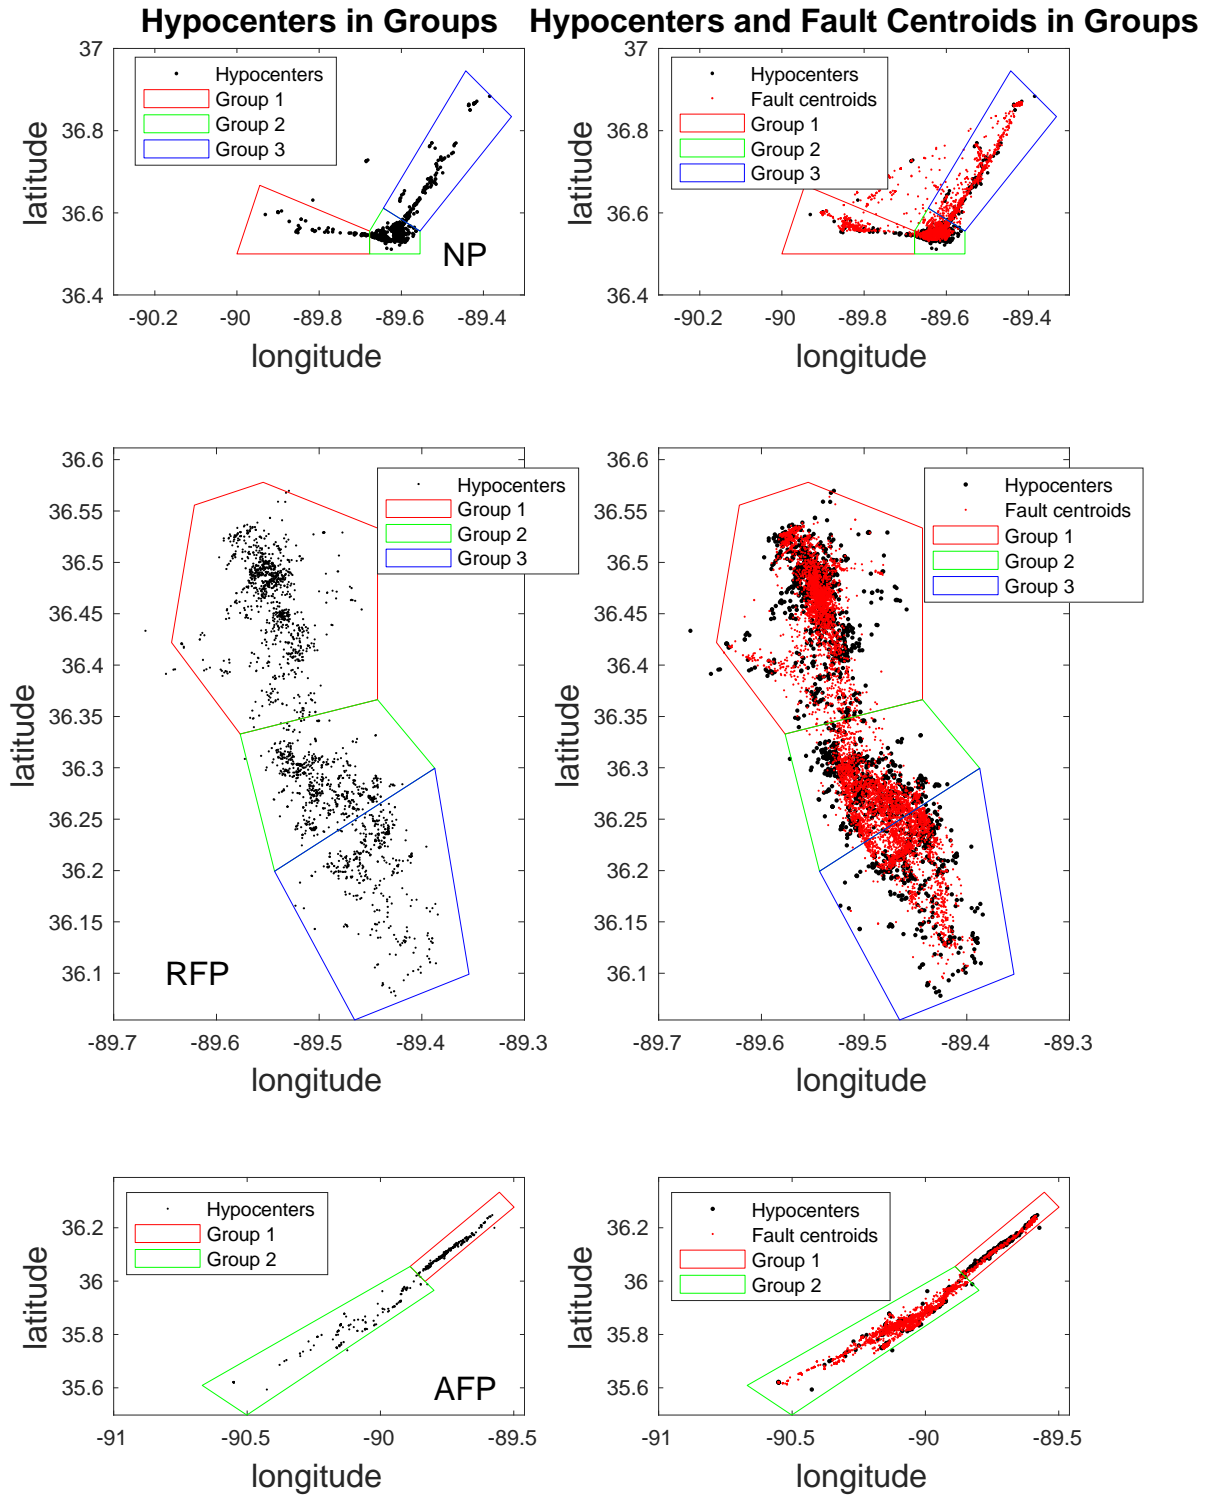 Hypocenters in Groups
Hypocenters and Fault Centroids in Groups
37
36.8
36.6
36.4
latitude
Hypocenters
Group 1
Group 2
Group 3
NP
-90.2
-90
-89.8
-89.6
-89.4
longitude
37
36.8
36.6
36.4
latitude
Hypocenters
Fault centroids
Group 1
Group 2
Group 3
-90.2
-90
-89.8
-89.6
-89.4
longitude
36.6
36.55
36.5
36.45
36.4
36.35
36.3
36.25
36.2
36.15
36.1
latitude
Hypocenters
Group 1
Group 2
Group 3
RFP
-89.7
-89.6
-89.5
-89.4
-89.3
longitude
36.6
36.55
36.5
36.45
36.4
36.35
36.3
36.25
36.2
36.15
36.1
latitude
Hypocenters
Fault centroids
Group 1
Group 2
Group 3
-89.7
-89.6
-89.5
-89.4
-89.3
longitude
36.2
36
35.8
35.6
latitude
Hypocenters
Group 1
Group 2
AFP
-91
-90.5
-90
-89.5
longitude
36.2
36
35.8
35.6
latitude
Hypocenters
Fault centroids
Group 1
Group 2
-91
-90.5
-90
-89.5
longitude